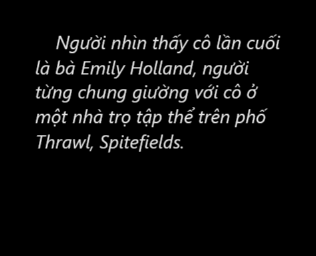 Người nhìn thấy cô lần cuối
là bà Emily Holland, người
từng chung giường với cô ở
một nhà trọ tập thể trên phố
Thrawl, Spitefields.